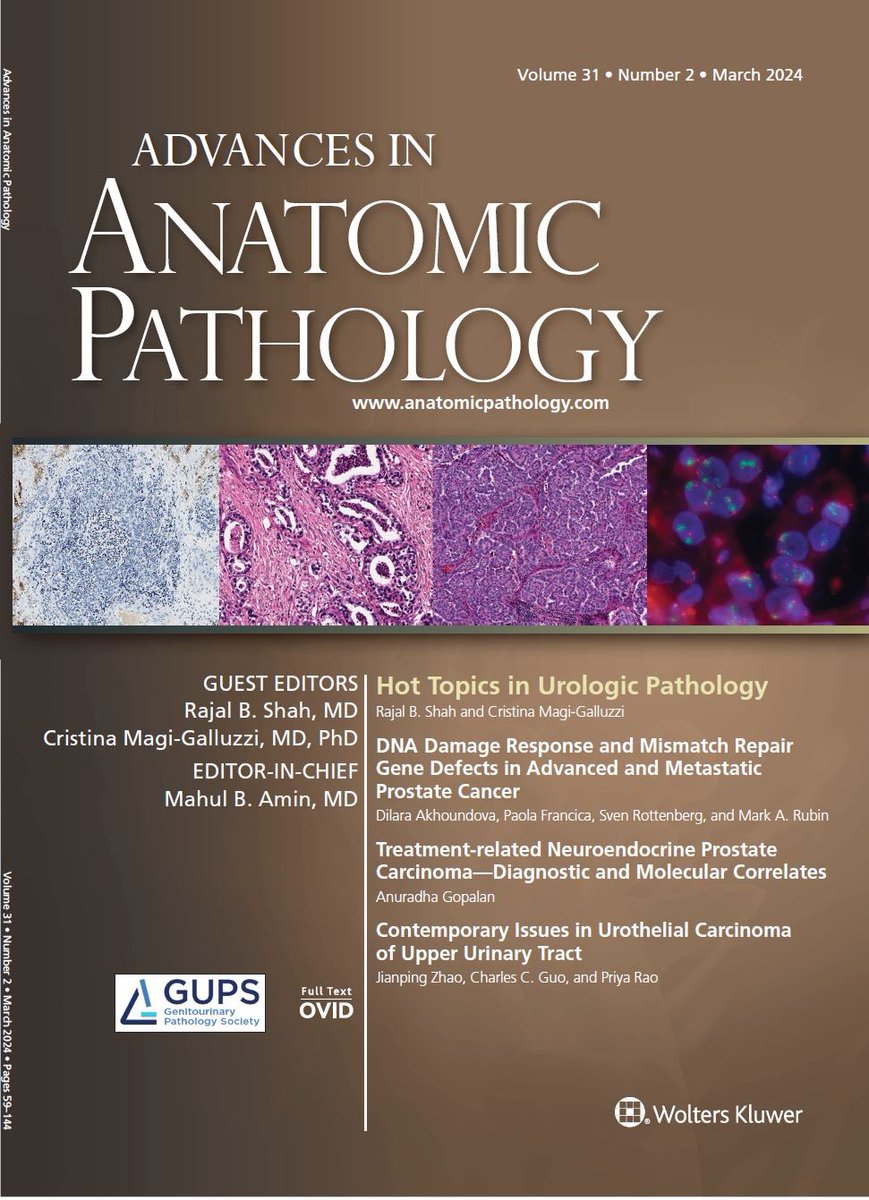 Volume 31 • Number 2 • March 2024
Advances in Anatomic Pathology
ADVANCES IN
ANATOMIC
PATHOLOGY
www.anatomicpathology.com
GUEST EDITORS
Rajal B. Shah, MD
Cristina Magi-Galluzzi, MD, PhD
EDITOR-IN-CHIEF
Mahul B. Amin, MD
Hot Topics in Urologic Pathology
Rajal B. Shah and Cristina Magi-Galluzzi
DNA Damage Response and Mismatch Repair
Gene Defects in Advanced and Metastatic
Prostate Cancer
Dilara Akhoundova, Paola Francica, Sven Rottenberg, and Mark A. Rubin
Treatment-related Neuroendocrine Prostate
Carcinoma—Diagnostic and Molecular Correlates
Anuradha Gopalan
Contemporary Issues in Urothelial Carcinoma
of Upper Urinary Tract
Jianping Zhao, Charles C. Guo, and Priya Rao
Volume 31 • Number 2 • March 2024 • Pages 59–144
GUPS
Genitourinary
Pathology Society
Full Text
OVID
Wolters Kluwer